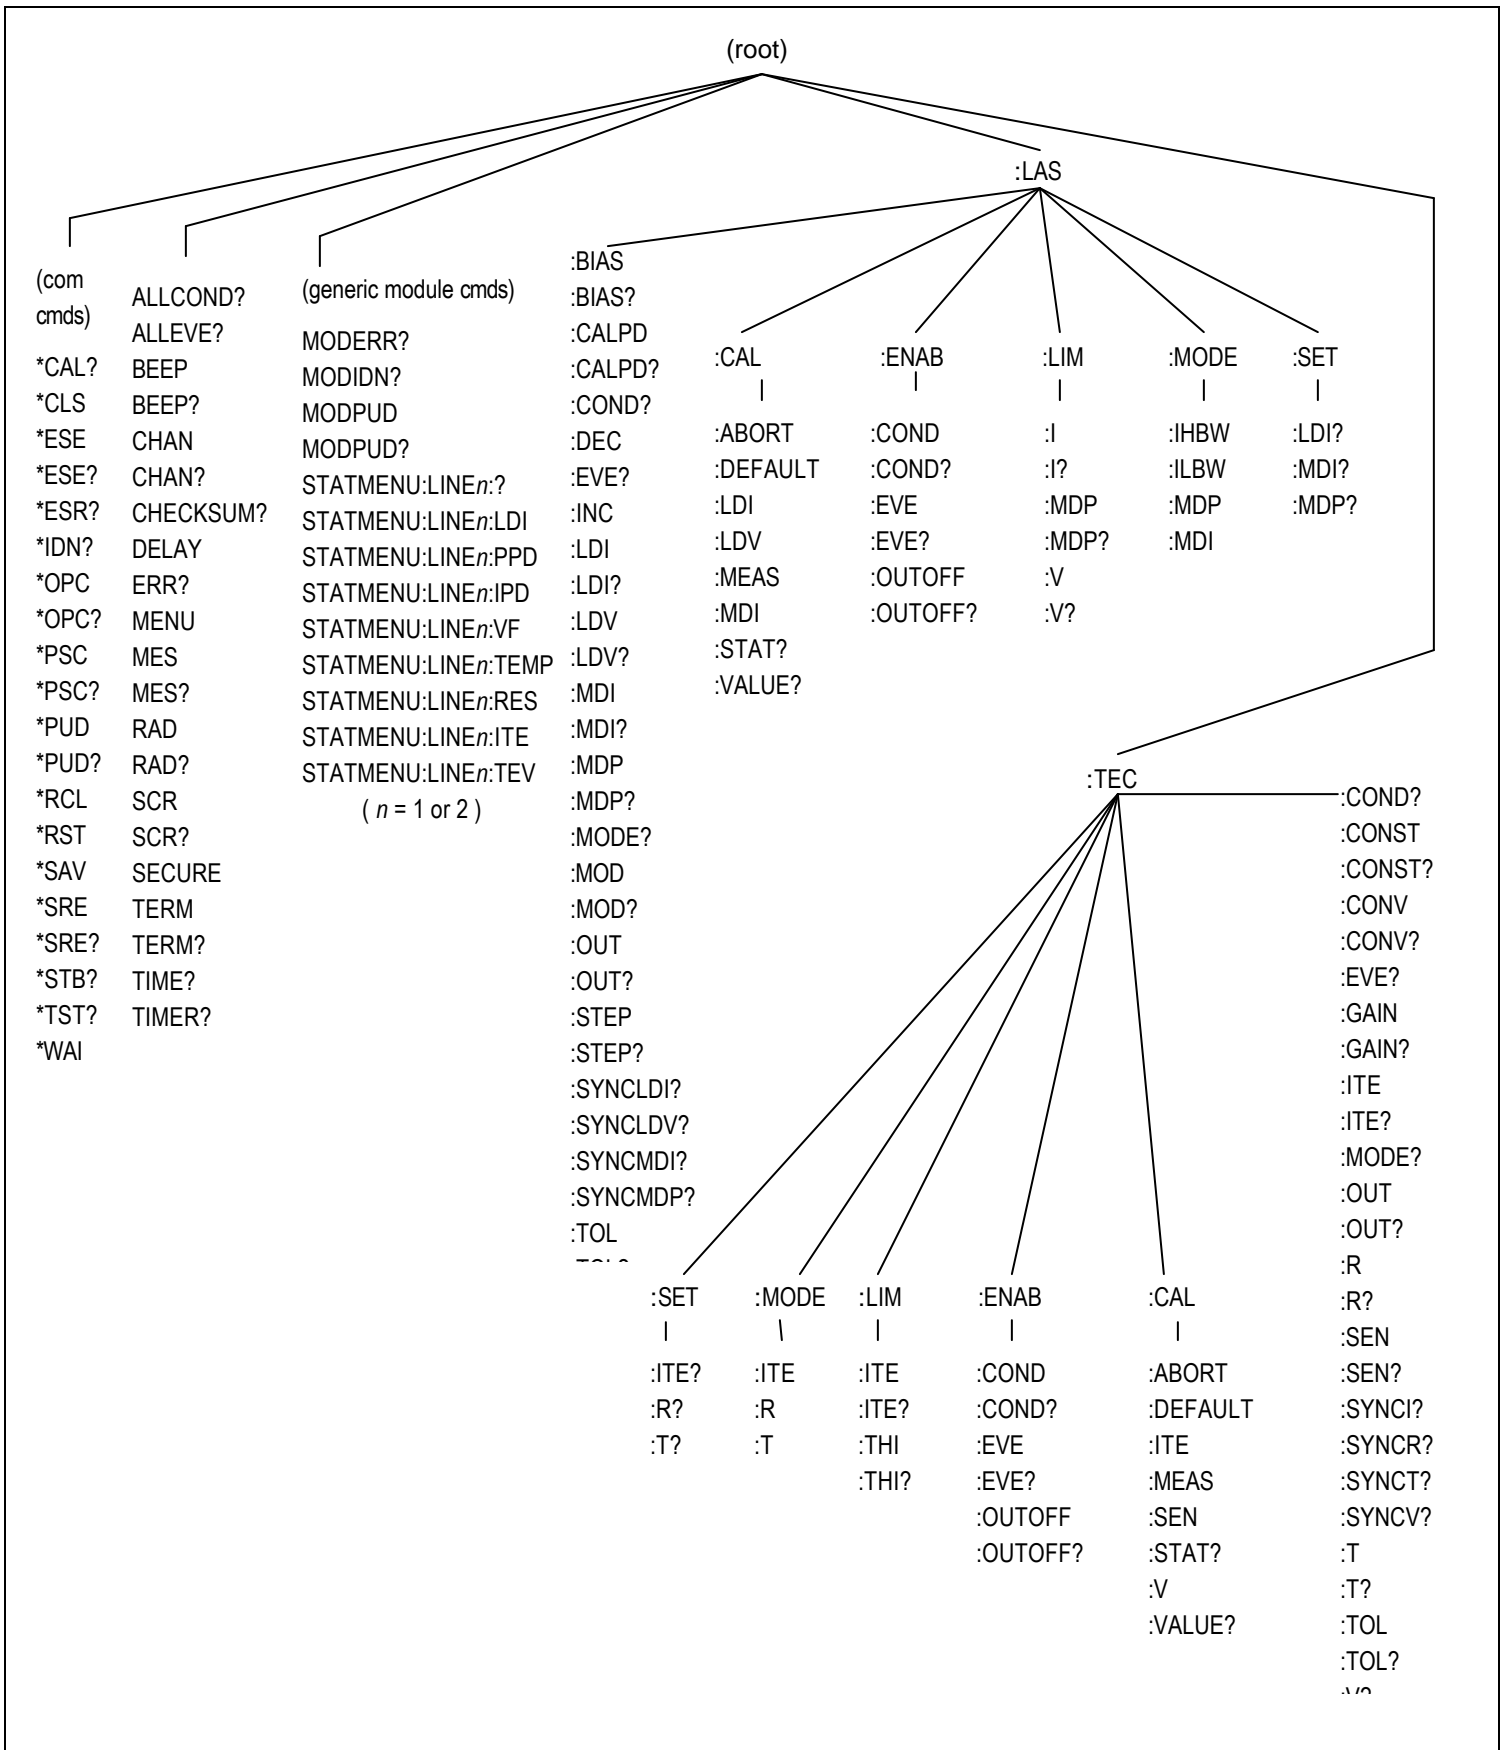 (root)
:LAS
(com
cmds)
*CAL?
*CLS
*ESE
*ESE?
*ESR?
*IDN?
*OPC
*OPC?
*PSC
*PSC?
*PUD
*PUD?
*RCL
*RST
*SAV
*SRE
*SRE?
*STB?
*TST?
*WAI
ALLCOND?
ALLEVE?
BEEP
BEEP?
CHAN
CHAN?
CHECKSUM?
DELAY
ERR?
MENU
MES
MES?
RAD
RAD?
SCR
SCR?
SECURE
TERM
TERM?
TIME?
TIMER?
(generic module cmds)
MODERR?
MODIDN?
MODPUD
MODPUD?
STATMENU:LINEn:?
STATMENU:LINEn:LDI
STATMENU:LINEn:PPD
STATMENU:LINEn:IPD
STATMENU:LINEn:VF
STATMENU:LINEn:TEMP
STATMENU:LINEn:RES
STATMENU:LINEn:ITE
STATMENU:LINEn:TEV
( n = 1 or 2 )
:BIAS
:BIAS?
:CALPD
:CALPD?
:COND?
:DEC
:EVE?
:INC
:LDI
:LDI?
:LDV
:LDV?
:MDI
:MDI?
:MDP
:MDP?
:MODE?
:MOD
:MOD?
:OUT
:OUT?
:STEP
:STEP?
:SYNCLDI?
:SYNCLDV?
:SYNCMDI?
:SYNCMDP?
:TOL
:CAL
:ABORT
:DEFAULT
:LDI
:LDV
:MEAS
:MDI
:STAT?
:VALUE?
:ENAB
:COND
:COND?
:EVE
:EVE?
:OUTOFF
:OUTOFF?
:LIM
:I
:I?
:MDP
:MDP?
:V
:V?
:MODE
:IHBW
:ILBW
:MDP
:MDI
:SET
:LDI?
:MDI?
:MDP?
:TEC
:SET
:ITE?
:R?
:T?
:MODE
:ITE
:R
:T
:LIM
:ITE
:ITE?
:THI
:THI?
:ENAB
:COND
:COND?
:EVE
:EVE?
:OUTOFF
:OUTOFF?
:CAL
:ABORT
:DEFAULT
:ITE
:MEAS
:SEN
:STAT?
:V
:VALUE?
:COND?
:CONST
:CONST?
:CONV
:CONV?
:EVE?
:GAIN
:GAIN?
:ITE
:ITE?
:MODE?
:OUT
:OUT?
:R
:R?
:SEN
:SEN?
:SYNCI?
:SYNCR?
:SYNCT?
:SYNCV?
:T
:T?
:TOL
:TOL?